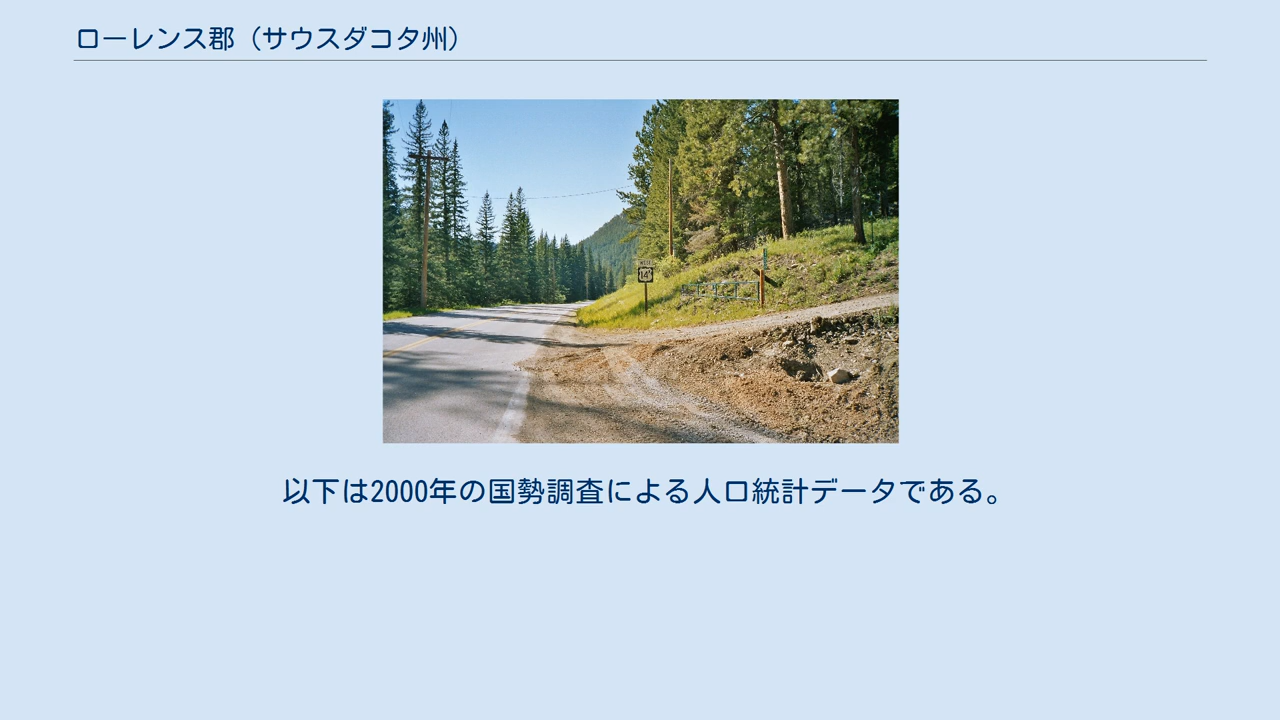 ローレンス郡（サウスダコタ州）
14
以下は2000年の国勢調査による人口統計データである。